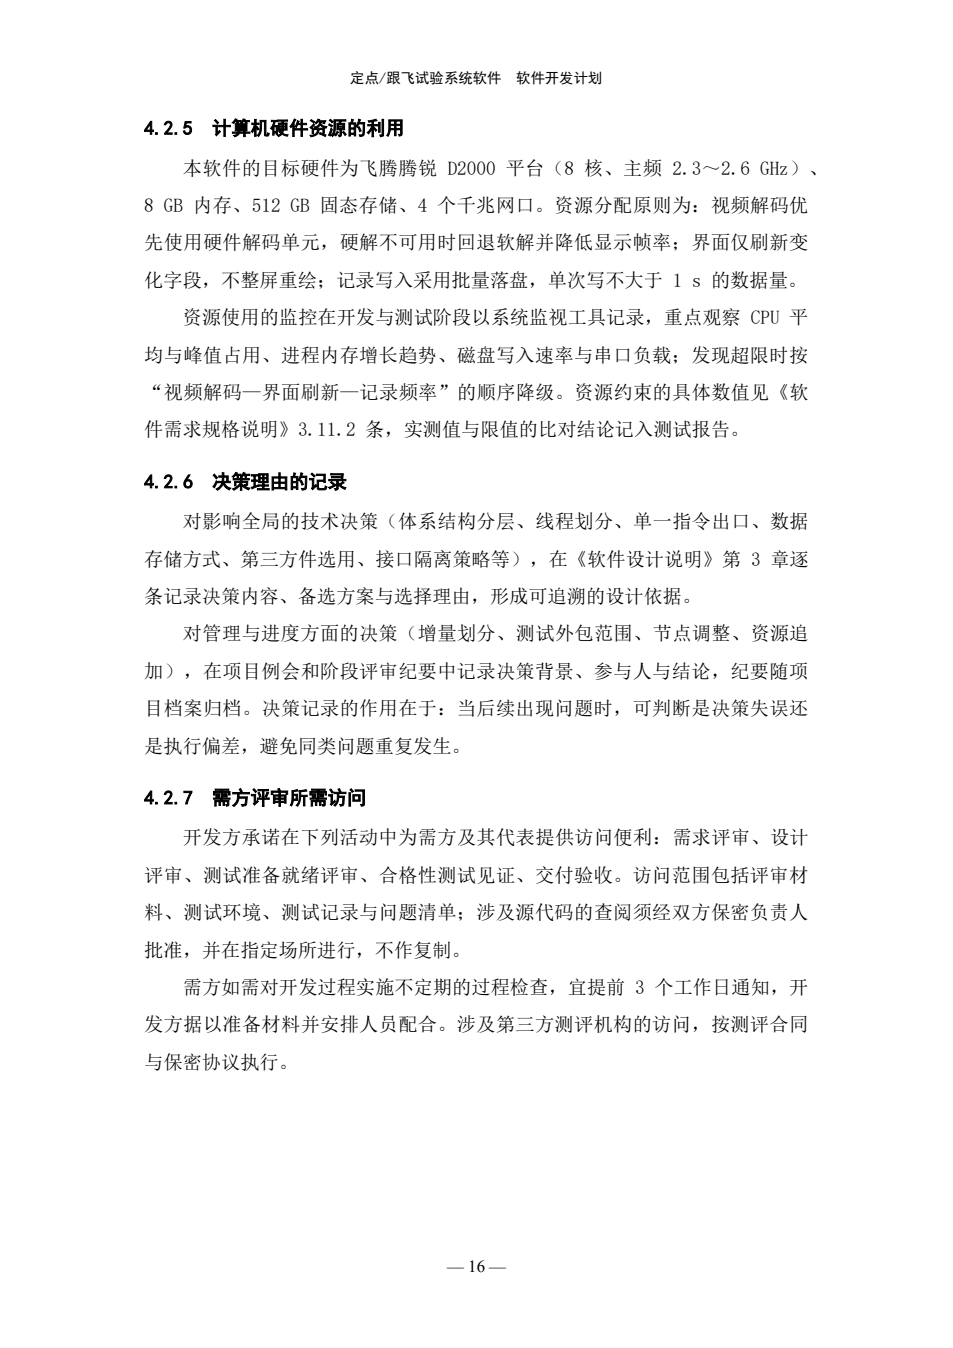 定点/跟飞试验系统软件　软件开发计划
4.2.5　计算机硬件资源的利用
本软件的目标硬件为飞腾腾锐 D2000 平台（8 核、主频 2.3～2.6 GHz）、
8 GB 内存、512 GB 固态存储、4 个千兆网口。资源分配原则为：视频解码优
先使用硬件解码单元，硬解不可用时回退软解并降低显示帧率；界面仅刷新变
化字段，不整屏重绘；记录写入采用批量落盘，单次写不大于 1 s 的数据量。
资源使用的监控在开发与测试阶段以系统监视工具记录，重点观察 CPU 平
均与峰值占用、进程内存增长趋势、磁盘写入速率与串口负载；发现超限时按
“视频解码—界面刷新—记录频率”的顺序降级。资源约束的具体数值见《软
件需求规格说明》3.11.2 条，实测值与限值的比对结论记入测试报告。
4.2.6　决策理由的记录
对影响全局的技术决策（体系结构分层、线程划分、单一指令出口、数据
存储方式、第三方件选用、接口隔离策略等），在《软件设计说明》第 3 章逐
条记录决策内容、备选方案与选择理由，形成可追溯的设计依据。
对管理与进度方面的决策（增量划分、测试外包范围、节点调整、资源追
加），在项目例会和阶段评审纪要中记录决策背景、参与人与结论，纪要随项
目档案归档。决策记录的作用在于：当后续出现问题时，可判断是决策失误还
是执行偏差，避免同类问题重复发生。
4.2.7　需方评审所需访问
开发方承诺在下列活动中为需方及其代表提供访问便利：需求评审、设计
评审、测试准备就绪评审、合格性测试见证、交付验收。访问范围包括评审材
料、测试环境、测试记录与问题清单；涉及源代码的查阅须经双方保密负责人
批准，并在指定场所进行，不作复制。
需方如需对开发过程实施不定期的过程检查，宜提前 3 个工作日通知，开
发方据以准备材料并安排人员配合。涉及第三方测评机构的访问，按测评合同
与保密协议执行。
— 16 —